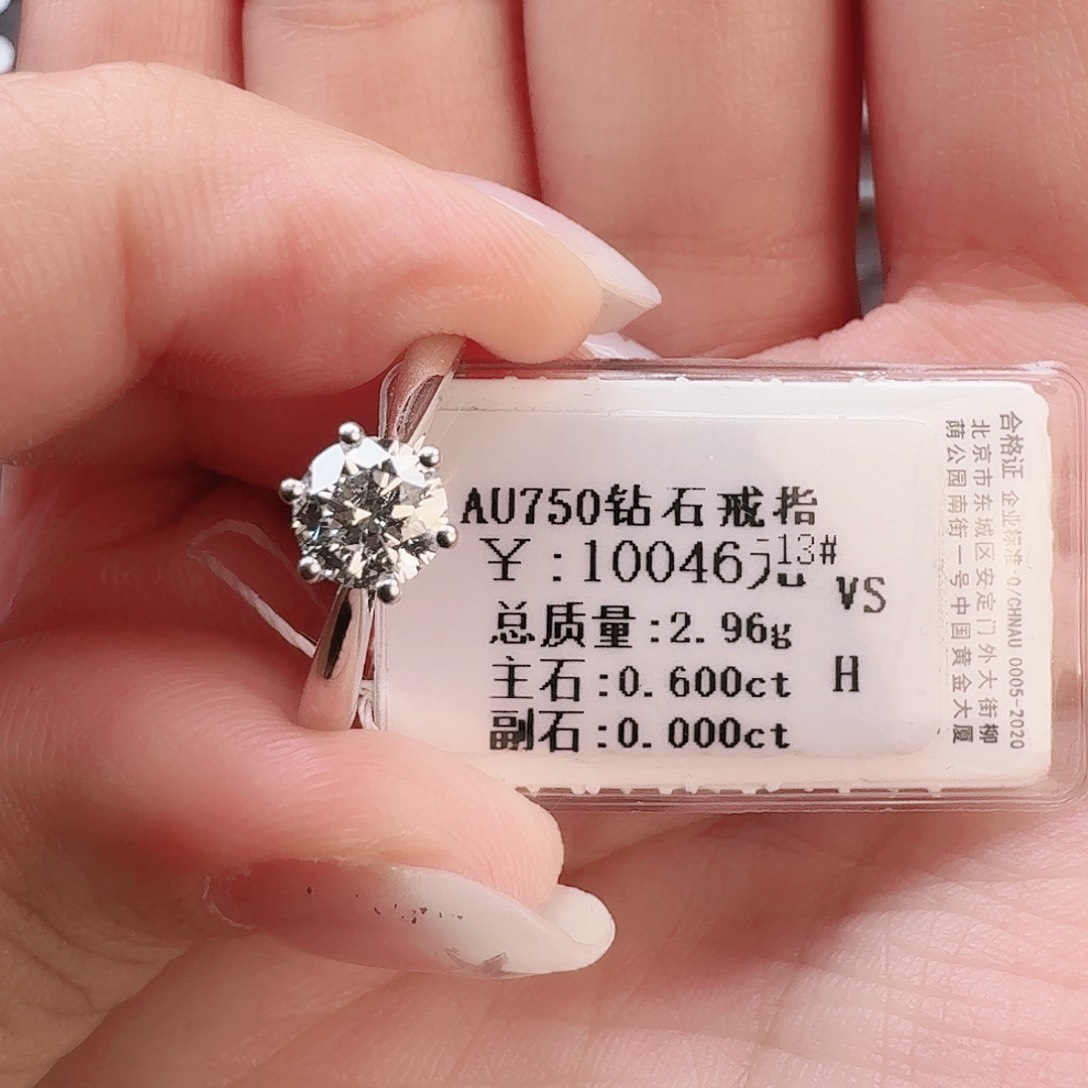 AU750钻石戒指
￥:10046元13#
VS
总质量:2.96g
主石:0.600ct H
副石:0.000ct
合格证 企业标准:Q/CHNAU 0005-2020
北京市东城区安定门外大街柳
荫公园南街一号中国黄金大厦